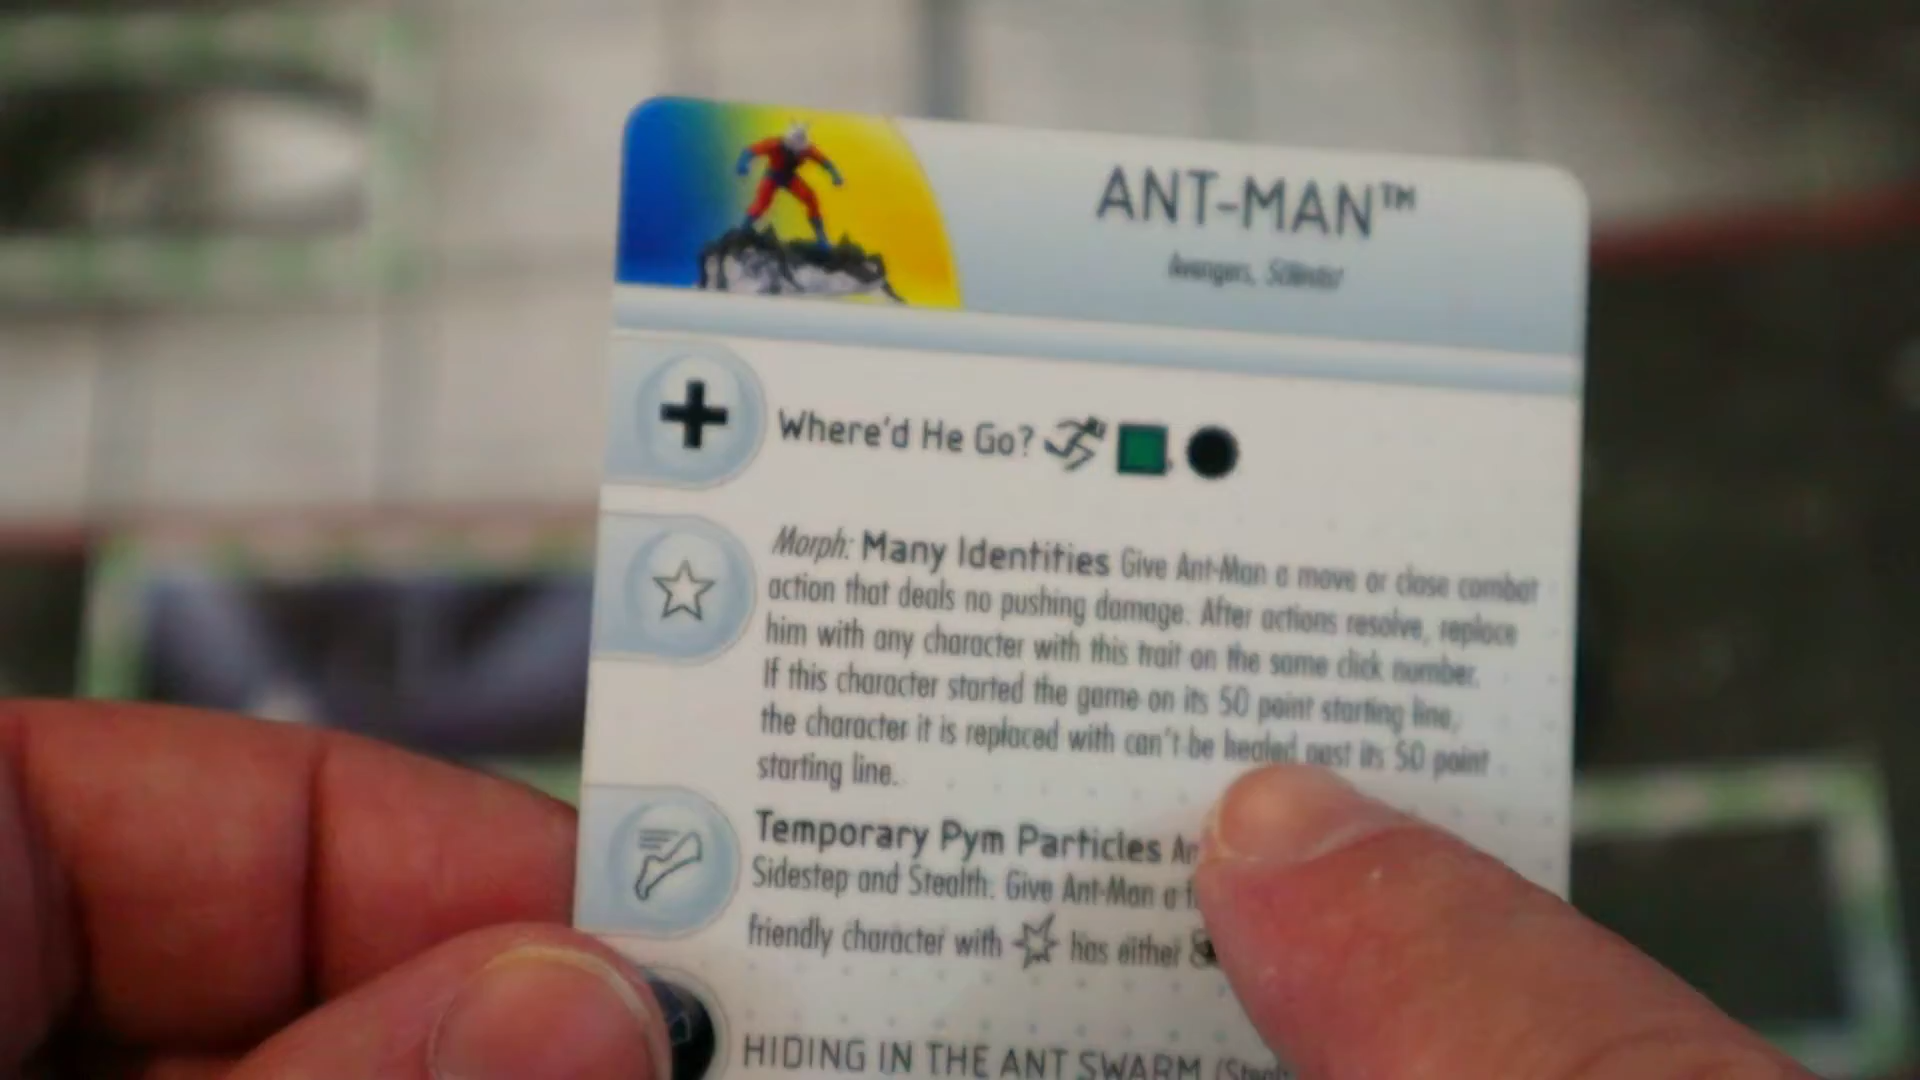 ANT-MAN™
Avengers, Scientist
Where'd He Go?
Morph: Many Identities Give Ant-Man a move or close combat
action that deals no pushing damage. After actions resolve, replace
him with any character with this trait on the same click number.
If this character started the game on its 50 point starting line,
the character it is replaced with can't be healed past its 50 point
starting line.
Temporary Pym Particles
Sidestep and Stealth. Give Ant-Man a
friendly character with has either
HIDING IN THE ANT SWARM